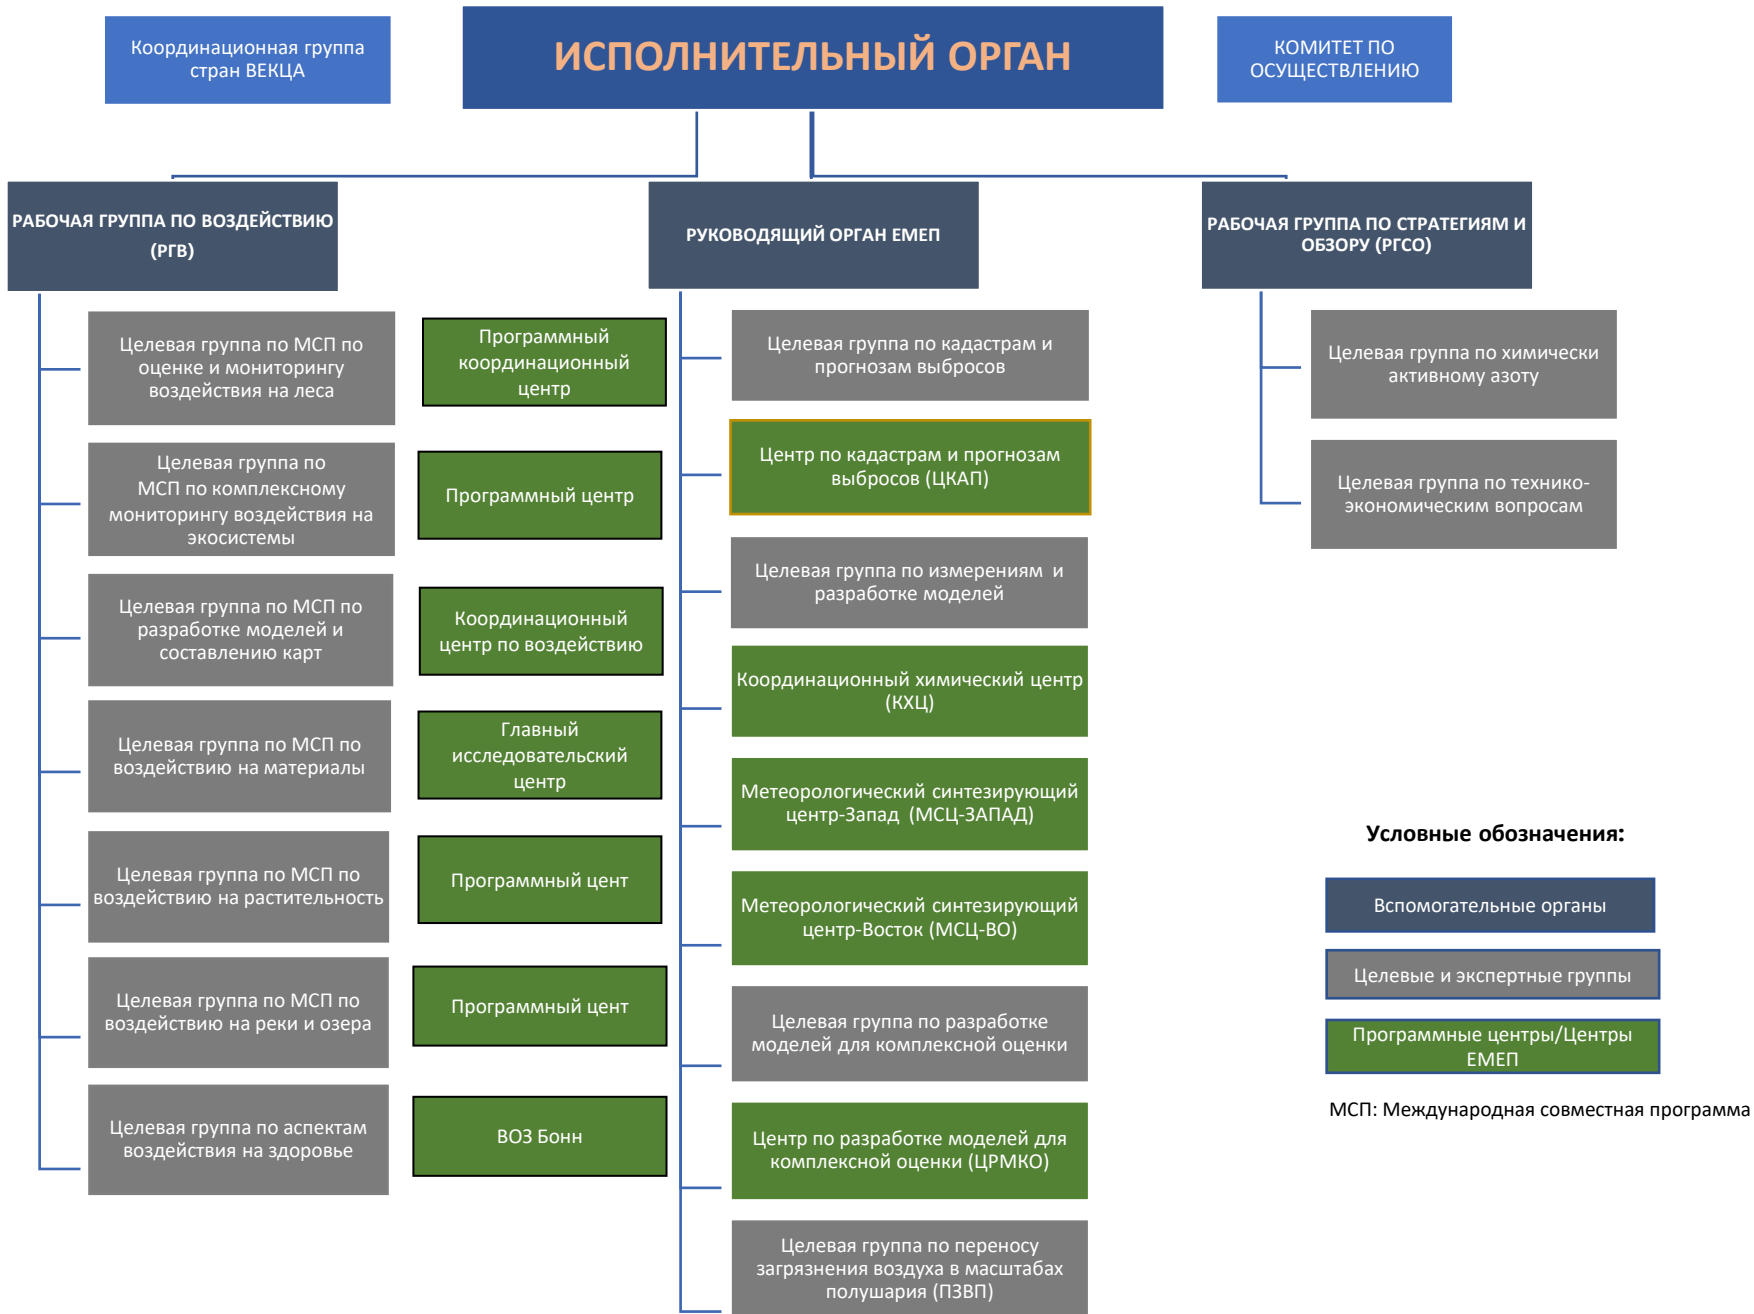 Координационная группа
стран ВЕКЦА
ИСПОЛНИТЕЛЬНЫЙ ОРГАН
КОМИТЕТ ПО
ОСУЩЕСТВЛЕНИЮ
РАБОЧАЯ ГРУППА ПО ВОЗДЕЙСТВИЮ
(РГВ)
РУКОВОДЯЩИЙ ОРГАН ЕМЕП
РАБОЧАЯ ГРУППА ПО СТРАТЕГИЯМ И
ОБЗОРУ (РГСО)
Целевая группа по МСП по
оценке и мониторингу
воздействия на леса
Программный
координационный
центр
Целевая группа по
МСП по комплексному
мониторингу воздействия на
экосистемы
Программный центр
Целевая группа по МСП по
разработке моделей и
составлению карт
Координационный
центр по воздействию
Целевая группа по МСП по
воздействию на материалы
Главный
исследовательский
центр
Целевая группа по МСП по
воздействию на растительность
Программный цент
Целевая группа по МСП по
воздействию на реки и озера
Программный цент
Целевая группа по аспектам
воздействия на здоровье
ВОЗ Бонн
Целевая группа по кадастрам и
прогнозам выбросов
Центр по кадастрам и прогнозам
выбросов (ЦКАП)
Целевая группа по измерениям и
разработке моделей
Координационный химический центр
(КХЦ)
Метеорологический синтезирующий
центр-Запад (МСЦ-ЗАПАД)
Метеорологический синтезирующий
центр-Восток (МСЦ-ВО)
Целевая группа по разработке
моделей для комплексной оценки
Центр по разработке моделей для
комплексной оценки (ЦРМКО)
Целевая группа по переносу
загрязнения воздуха в масштабах
полушария (ПЗВП)
Целевая группа по химически
активному азоту
Целевая группа по технико-
экономическим вопросам
Условные обозначения:
Вспомогательные органы
Целевые и экспертные группы
Программные центры/Центры
ЕМЕП
МСП: Международная совместная программа